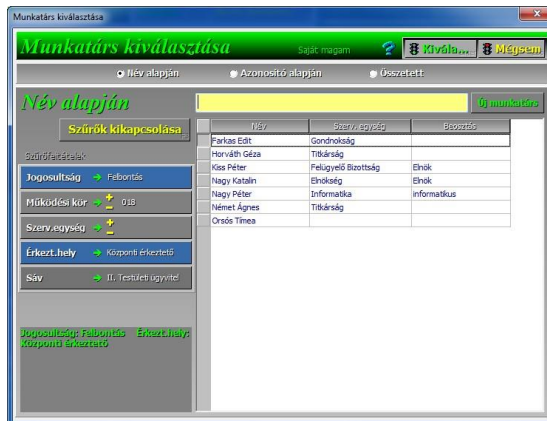 Munkatárs kiválasztása
Munkatárs kiválasztása Saját magam ? Kivála... Mégsem
Név alapján Azonosító alapján Összetett
Név alapján Új munkatárs
Szűrők kikapcsolása
Szűrőfeltételek
Jogosultság Felbontás
Működési kör 018
Szerv.egység
Érkezt.hely Központi érkeztető
Sáv II. Testületi ügyvitel
Jogosultság: Felbontás Érkezt.hely:
Központi érkeztető
Név Szerv. egység Beosztás
Farkas Edit Gondnokság
Horváth Géza Titkárság
Kiss Péter Felügyelő Bizottság Elnök
Nagy Katalin Elnökség Elnök
Nagy Péter Informatika informatikus
Német Ágnes Titkárság
Orsós Tímea